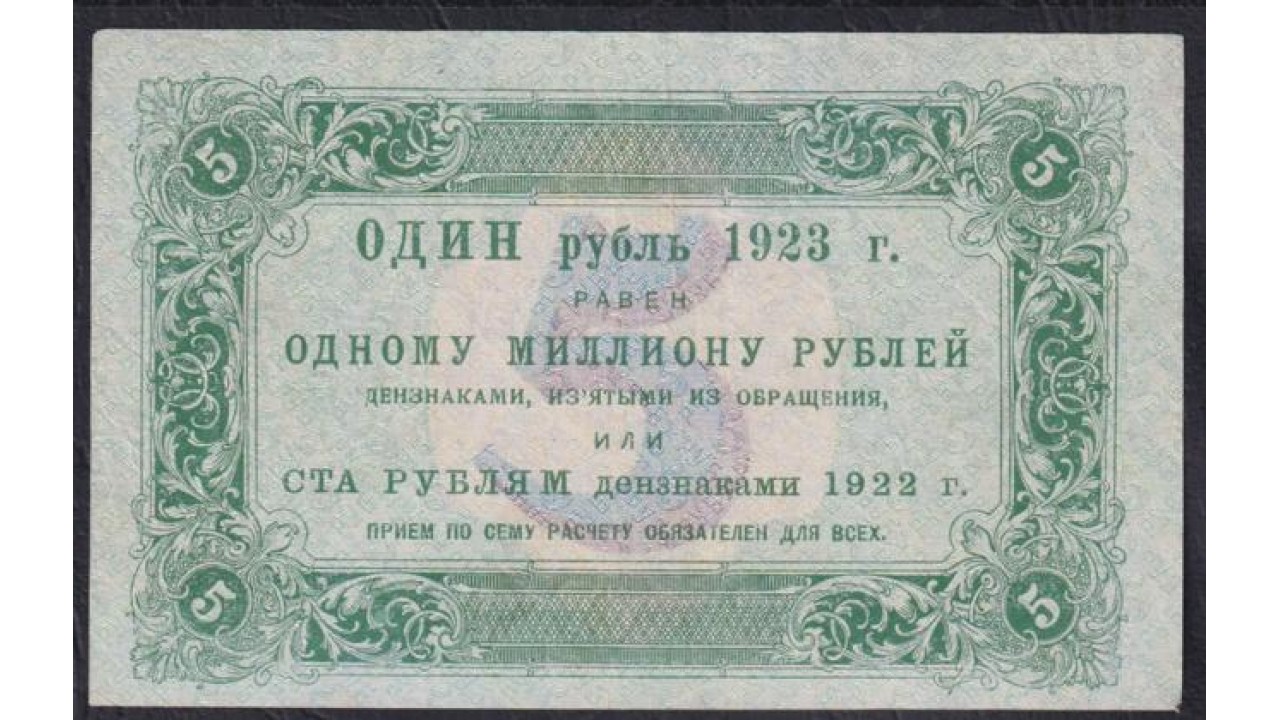 5 5
ОДИН рубль 1923 г.
РАВЕН
ОДНОМУ МИЛЛИОНУ РУБЛЕЙ
ДЕНЗНАКАМИ, ИЗ'ЯТЫМИ ИЗ ОБРАЩЕНИЯ,
ИЛИ
СТА РУБЛЯМ дензнаками 1922 г.
ПРИЕМ ПО СЕМУ РАСЧЕТУ ОБЯЗАТЕЛЕН ДЛЯ ВСЕХ.
5
5 5